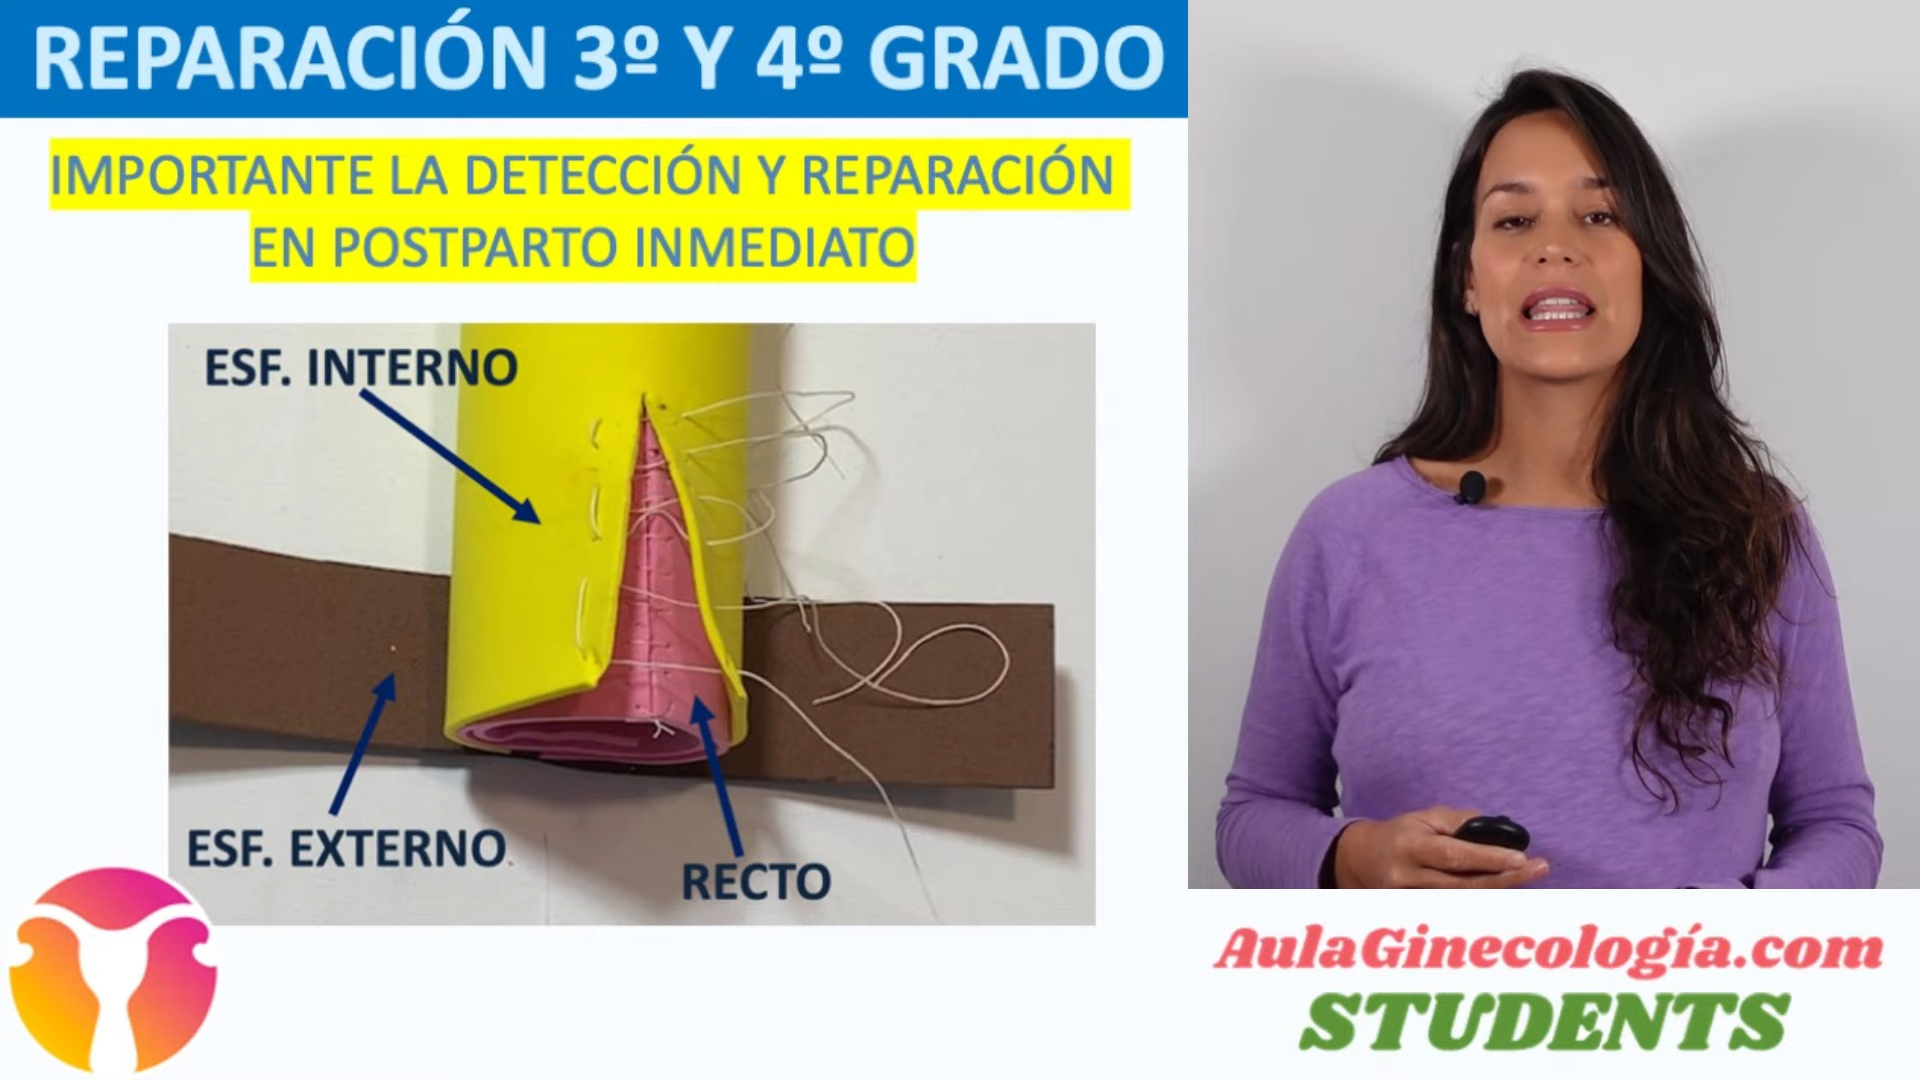 REPARACIÓN 3º Y 4º GRADO
IMPORTANTE LA DETECCIÓN Y REPARACIÓN
EN POSTPARTO INMEDIATO
ESF. INTERNO
ESF. EXTERNO
RECTO
AulaGinecología.com
STUDENTS